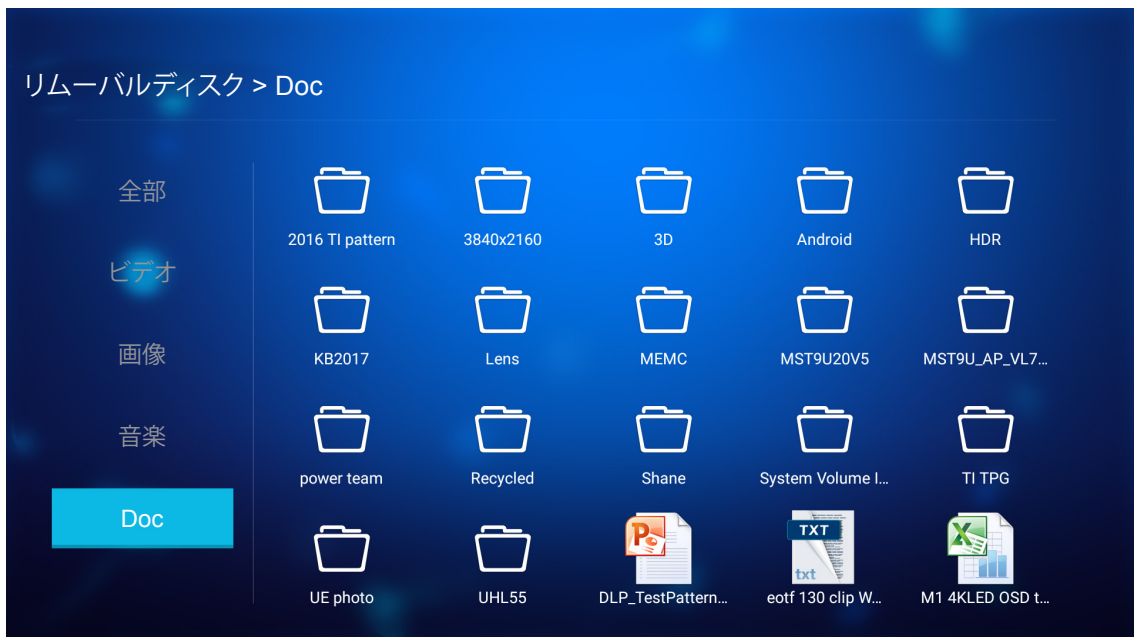 リムーバルディスク > Doc
全部
ビデオ
画像
音楽
Doc
2016 TI pattern
3840x2160
3D
Android
HDR
KB2017
Lens
MEMC
MST9U20V5
MST9U_AP_VL7...
power team
Recycled
Shane
System Volume I...
TI TPG
UE photo
UHL55
DLP_TestPattern...
TXT
txt
eotf 130 clip W...
M1 4KLED OSD t...